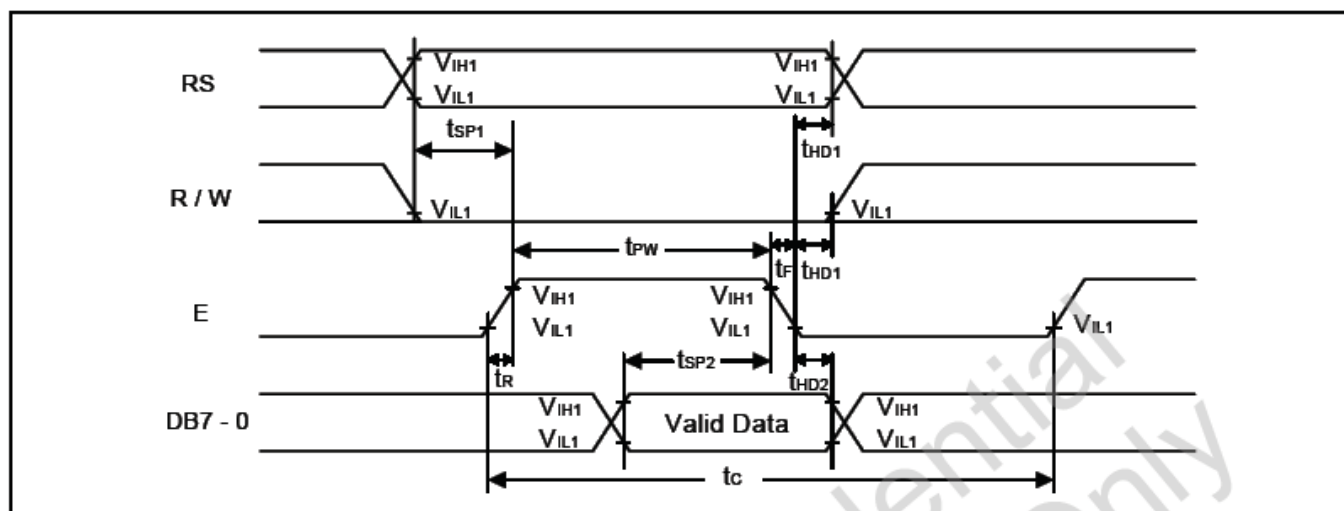 RS
VIH1
VIL1
VIH1
VIL1
tSP1
tHD1
R / W
VIL1
VIL1
tPW
tF
tHD1
E
VIH1
VIL1
VIH1
VIL1
VIL1
tR
tSP2
tHD2
DB7 - 0
VIH1
VIL1
Valid Data
VIH1
VIL1
tC